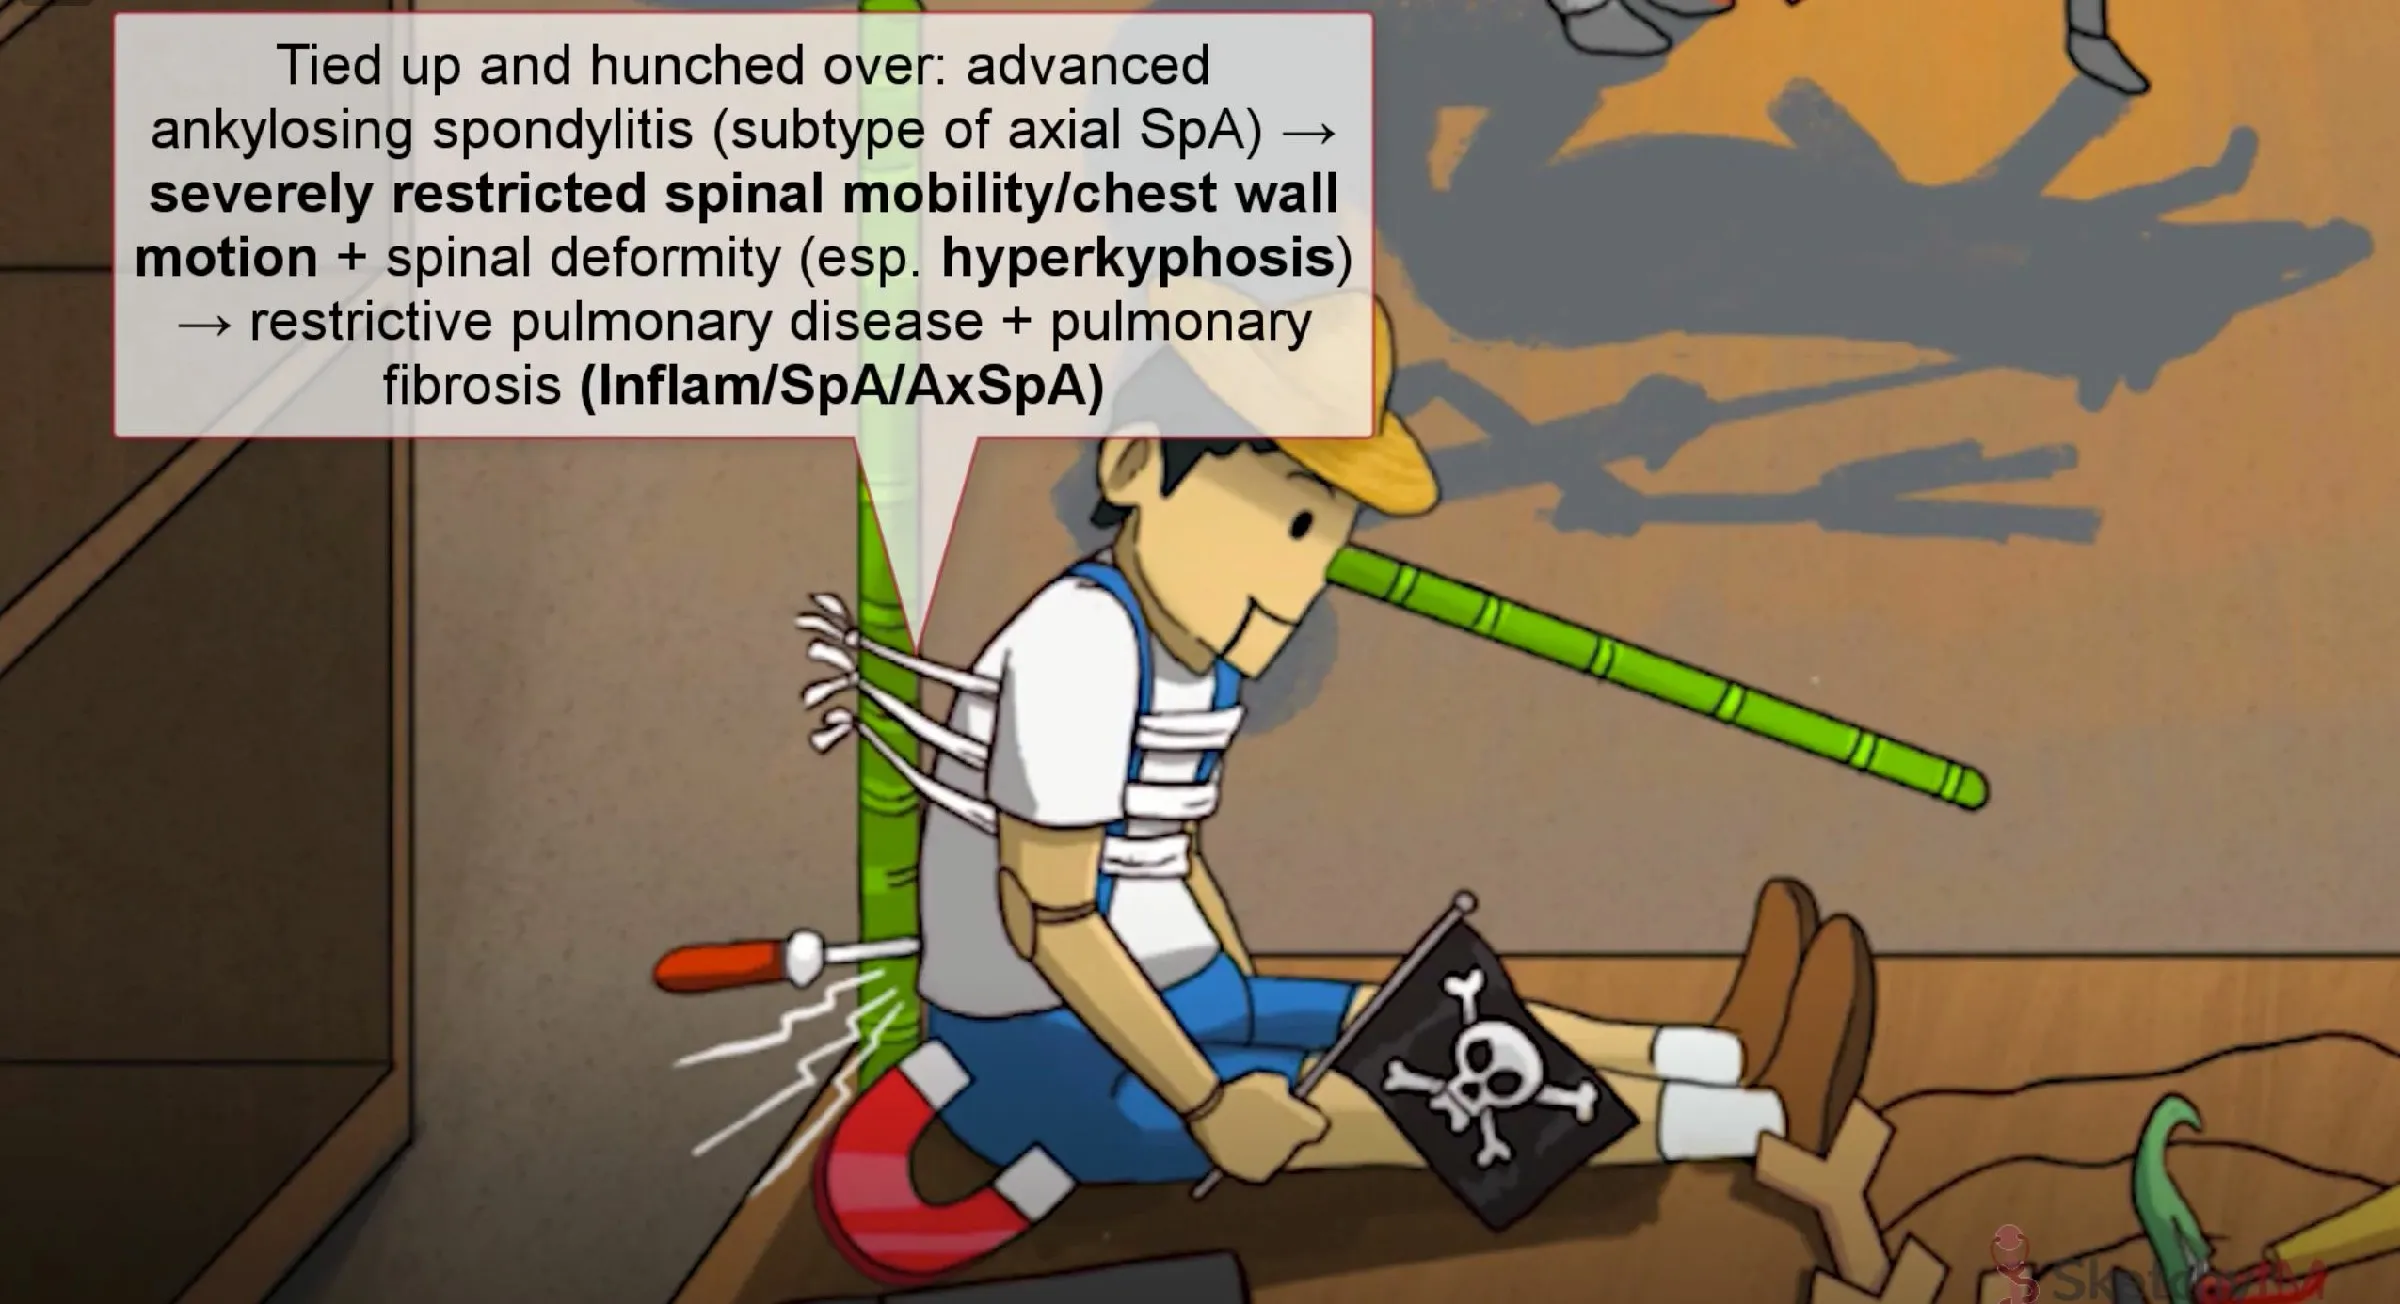 Tied up and hunched over: advanced
ankylosing spondylitis (subtype of axial SpA) →
severely restricted spinal mobility/chest wall
motion + spinal deformity (esp. hyperkyphosis)
→ restrictive pulmonary disease + pulmonary
fibrosis (Inflam/SpA/AxSpA)